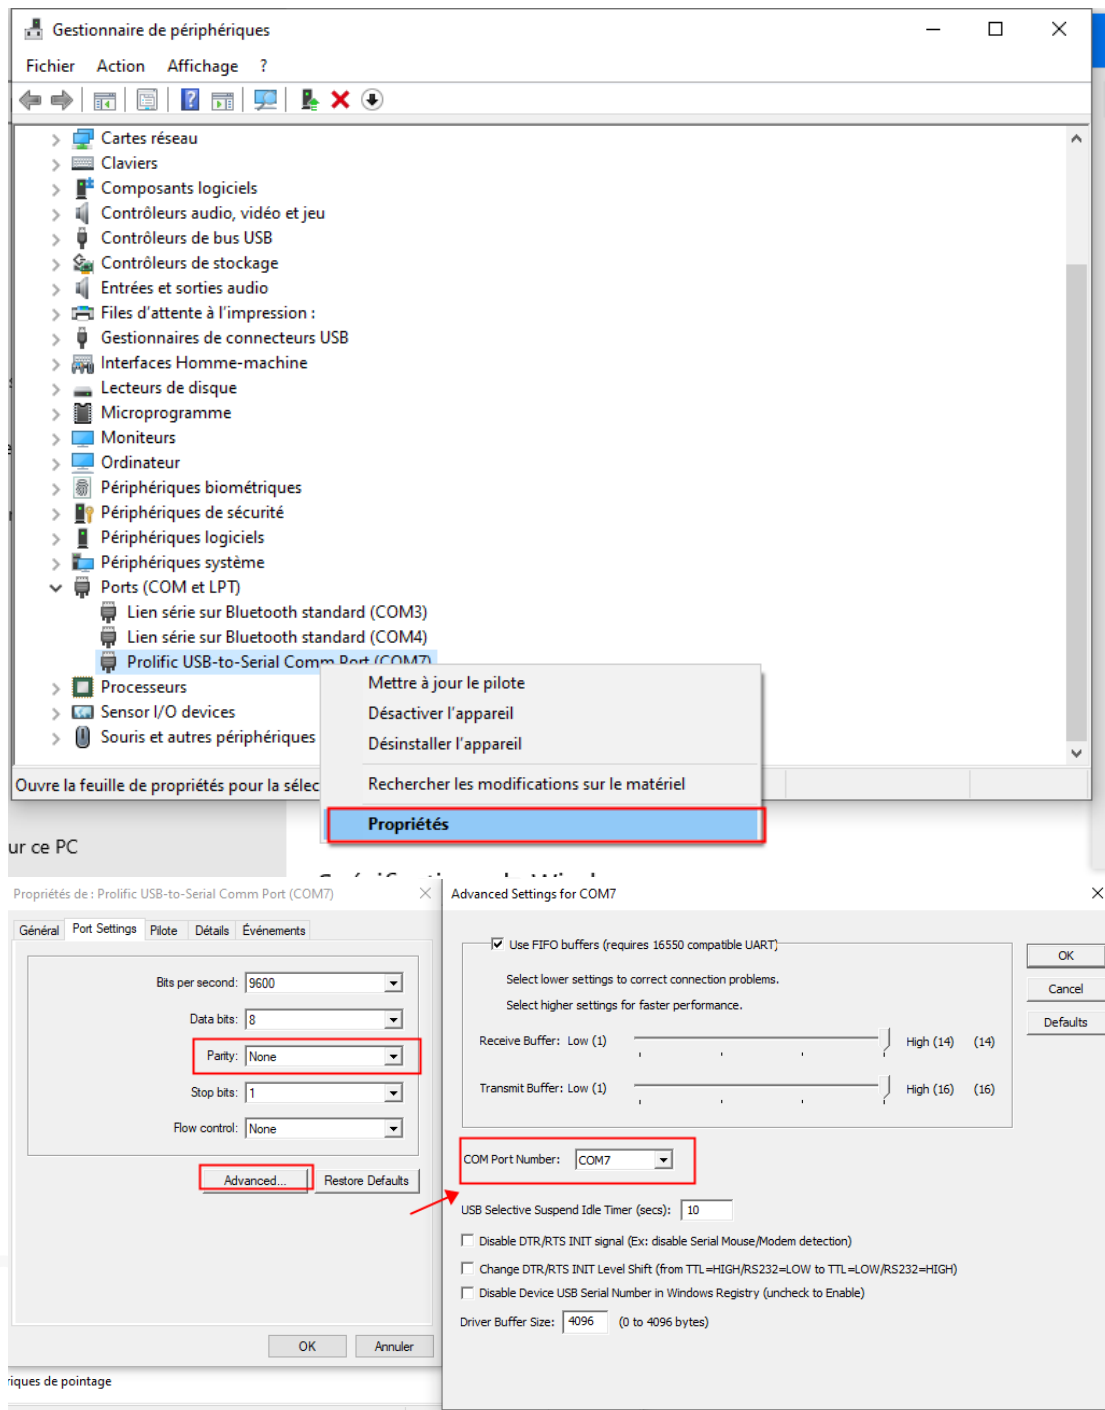 Gestionnaire de périphériques
Fichier Action Affichage ?
Cartes réseau
Claviers
Composants logiciels
Contrôleurs audio, vidéo et jeu
Contrôleurs de bus USB
Contrôleurs de stockage
Entrées et sorties audio
Files d'attente à l'impression :
Gestionnaires de connecteurs USB
Interfaces Homme-machine
Lecteurs de disque
Microprogramme
Moniteurs
Ordinateur
Périphériques biométriques
Périphériques de sécurité
Périphériques logiciels
Périphériques système
Ports (COM et LPT)
Lien série sur Bluetooth standard (COM3)
Lien série sur Bluetooth standard (COM4)
Prolific USB-to-Serial Comm Port (COM7)
Processeurs
Sensor I/O devices
Souris et autres périphériques
Mettre à jour le pilote
Désactiver l'appareil
Désinstaller l'appareil
Rechercher les modifications sur le matériel
Propriétés
Ouvre la feuille de propriétés pour la sélec
ur ce PC
Propriétés de : Prolific USB-to-Serial Comm Port (COM7)
Général Port Settings Pilote Détails Événements
Bits per second: 9600
Data bits: 8
Parity: None
Stop bits: 1
Flow control: None
Advanced... Restore Defaults
OK Annuler
riques de pointage
Advanced Settings for COM7
Use FIFO buffers (requires 16550 compatible UART)
OK
Select lower settings to correct connection problems.
Cancel
Select higher settings for faster performance.
Defaults
Receive Buffer: Low (1) High (14) (14)
Transmit Buffer: Low (1) High (16) (16)
COM Port Number: COM7
USB Selective Suspend Idle Timer (secs): 10
Disable DTR/RTS INIT signal (Ex: disable Serial Mouse/Modem detection)
Change DTR/RTS INIT Level Shift (from TTL=HIGH/RS232=LOW to TTL=LOW/RS232=HIGH)
Disable Device USB Serial Number in Windows Registry (uncheck to Enable)
Driver Buffer Size: 4096 (0 to 4096 bytes)